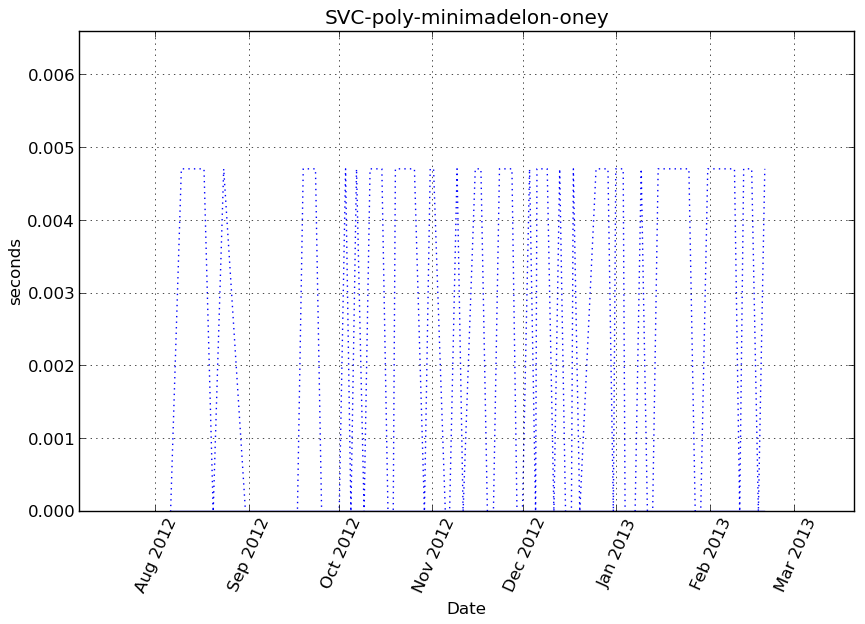 SVC-poly-minimadelon-oney
0.006
0.005
0.004
0.003
0.002
0.001
0.000
seconds
Aug 2012
Sep 2012
Oct 2012
Nov 2012
Dec 2012
Jan 2013
Feb 2013
Mar 2013
Date